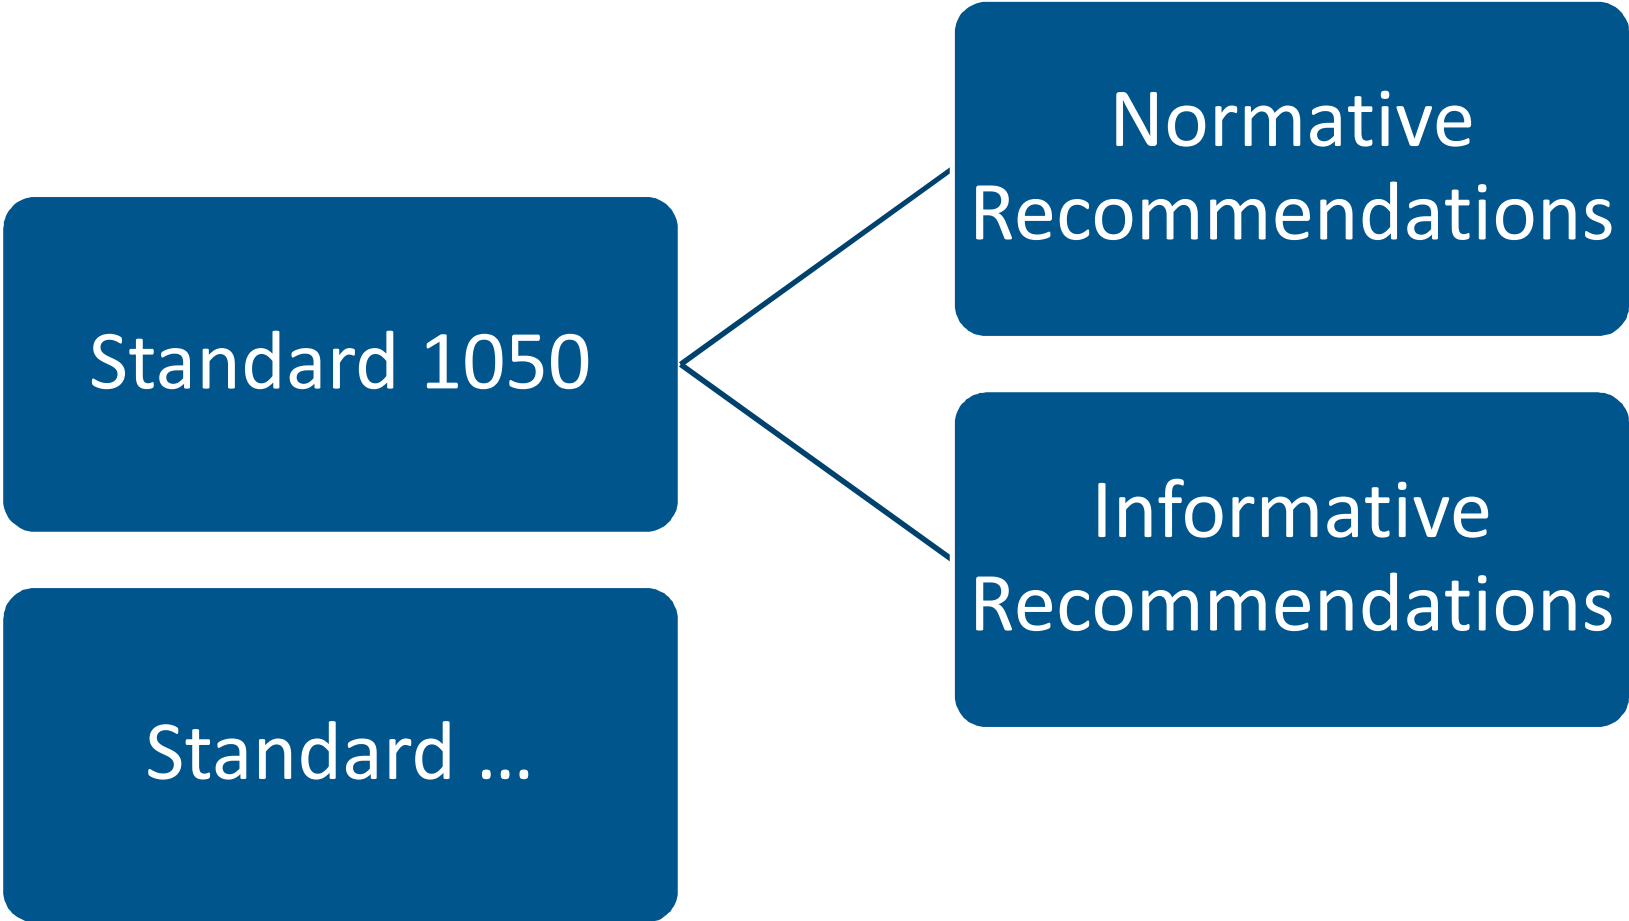 Standard 1050
Normative
Recommendations
Informative
Recommendations
Standard ...